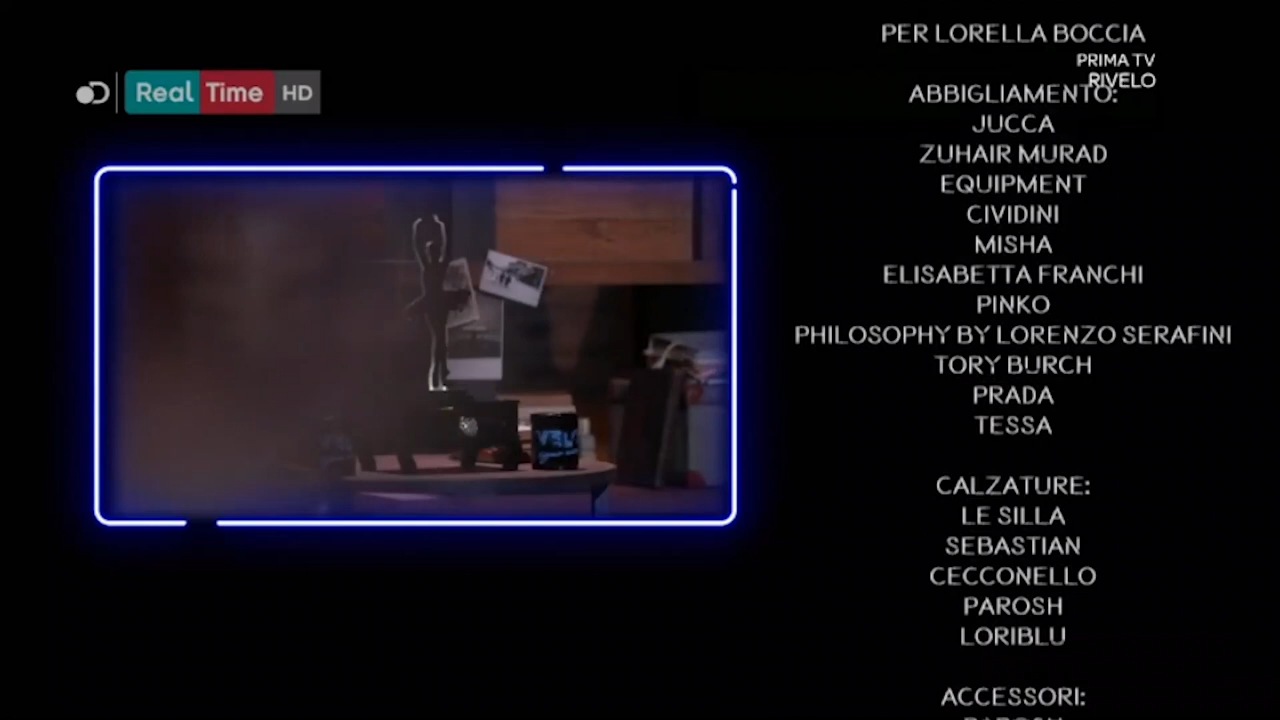 PER LORELLA BOCCIA
PRIMA TV
RIVELO
Real Time HD
ABBIGLIAMENTO:
JUCCA
ZUHAIR MURAD
EQUIPMENT
CIVIDINI
MISHA
ELISABETTA FRANCHI
PINKO
PHILOSOPHY BY LORENZO SERAFINI
TORY BURCH
PRADA
TESSA
CALZATURE:
LE SILLA
SEBASTIAN
CECCONELLO
PAROSH
LORIBLU
ACCESSORI: